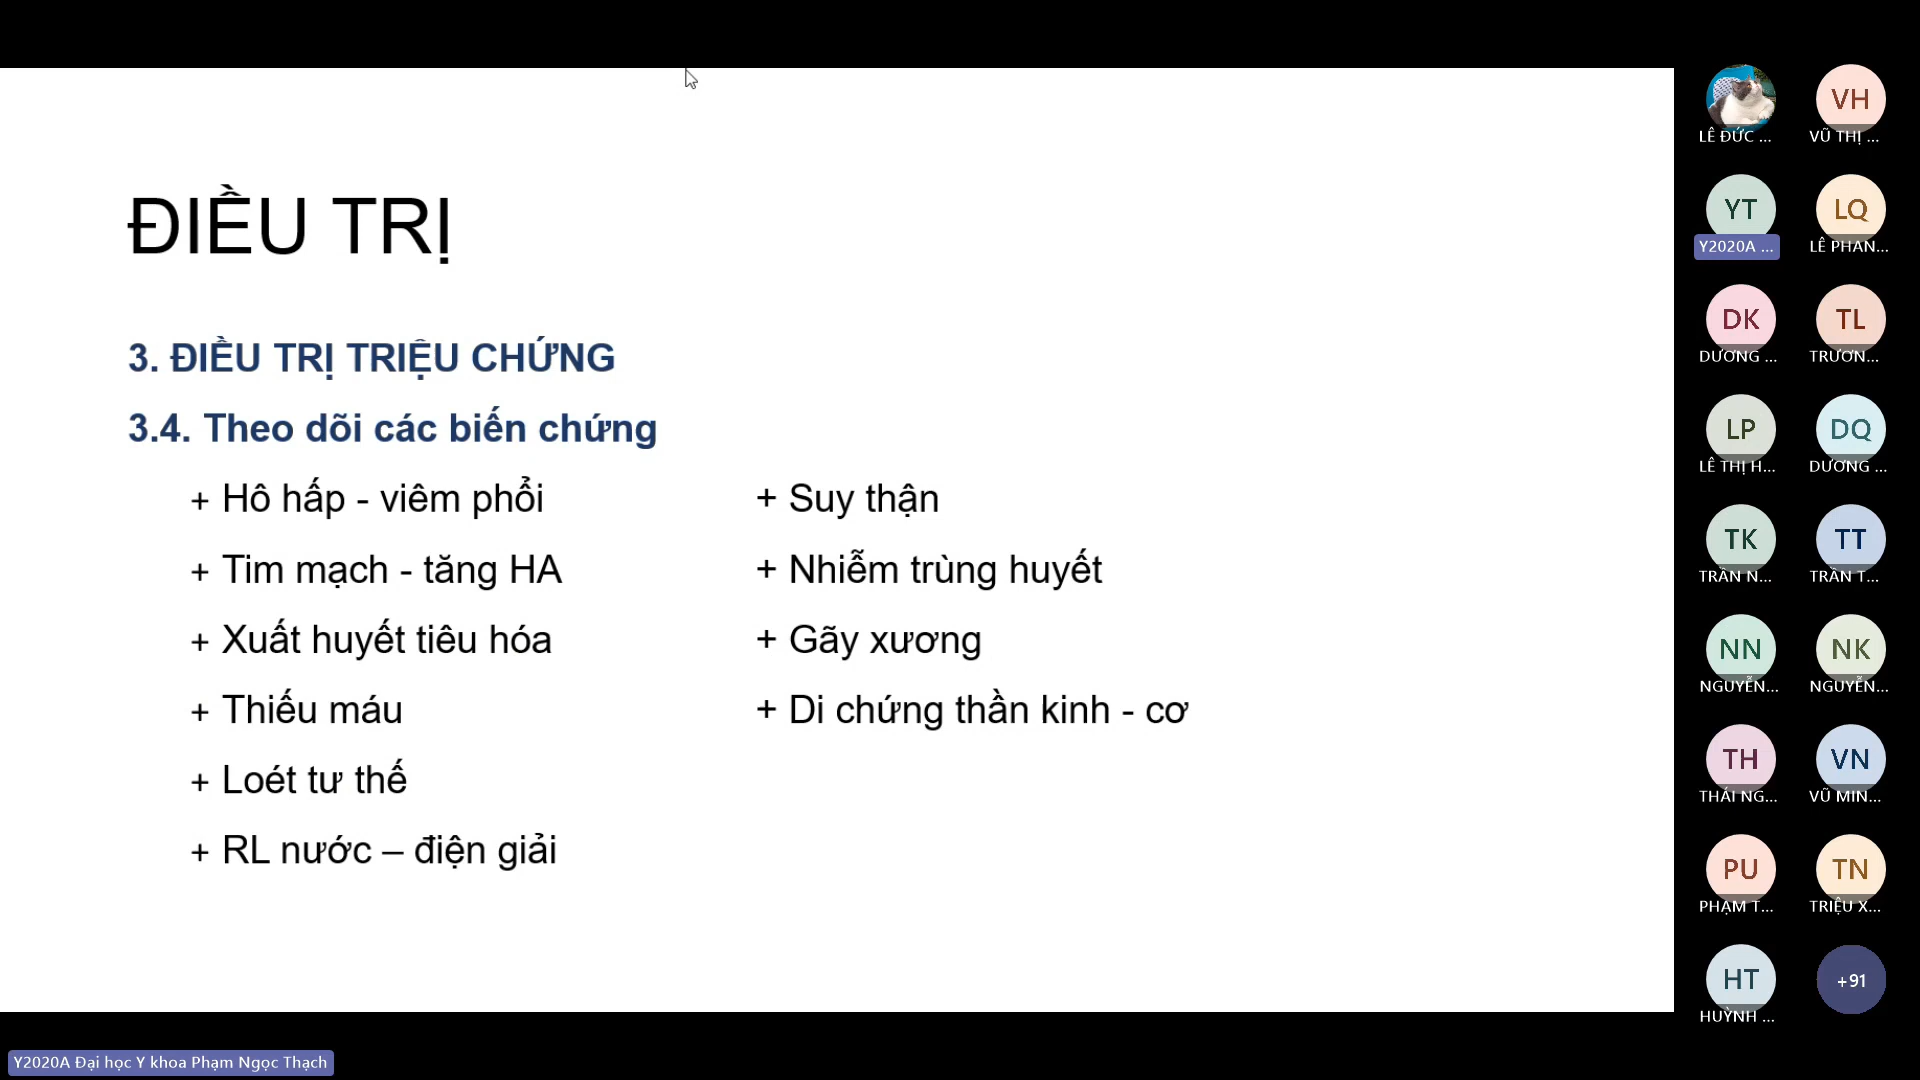 ĐIỀU TRỊ
3. ĐIỀU TRỊ TRIỆU CHỨNG
3.4. Theo dõi các biến chứng
+ Hô hấp - viêm phổi
+ Tim mạch - tăng HA
+ Xuất huyết tiêu hóa
+ Thiếu máu
+ Loét tư thế
+ RL nước – điện giải
+ Suy thận
+ Nhiễm trùng huyết
+ Gãy xương
+ Di chứng thần kinh - cơ
LÊ ĐỨC ...
VH
VŨ THỊ ...
YT
Y2020A ...
LQ
LÊ PHAN...
DK
DƯƠNG ...
TL
TRƯƠN...
LP
LÊ THỊ H...
DQ
DƯƠNG ...
TK
TRẦN N...
TT
TRẦN T...
NN
NGUYỄN...
NK
NGUYỄN...
TH
THÁI NG...
VN
VŨ MIN...
PU
PHẠM T...
TN
TRIỆU X...
HT
HUỲNH ...
+91
Y2020A Đại học Y khoa Phạm Ngọc Thạch